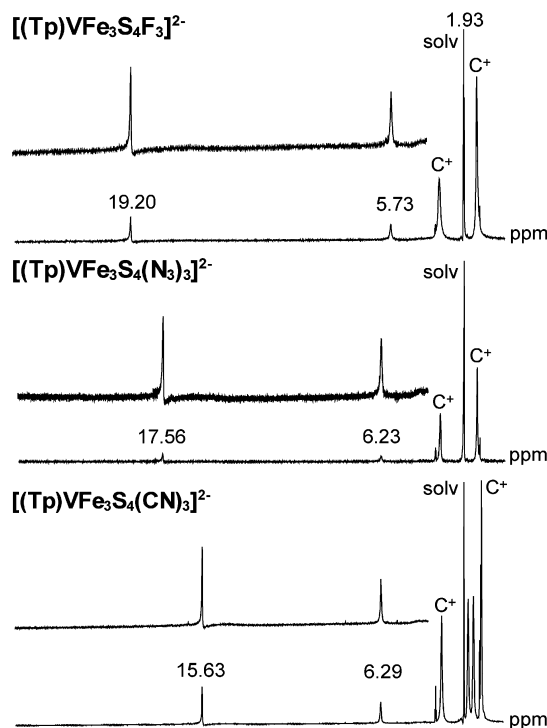 [(Tp)VFe₃S₄F₃]²⁻
1.93
solv
C⁺
C⁺
19.20
5.73
ppm
[(Tp)VFe₃S₄(N₃)₃]²⁻
solv
C⁺
C⁺
17.56
6.23
ppm
[(Tp)VFe₃S₄(CN)₃]²⁻
solv
C⁺
C⁺
15.63
6.29
ppm